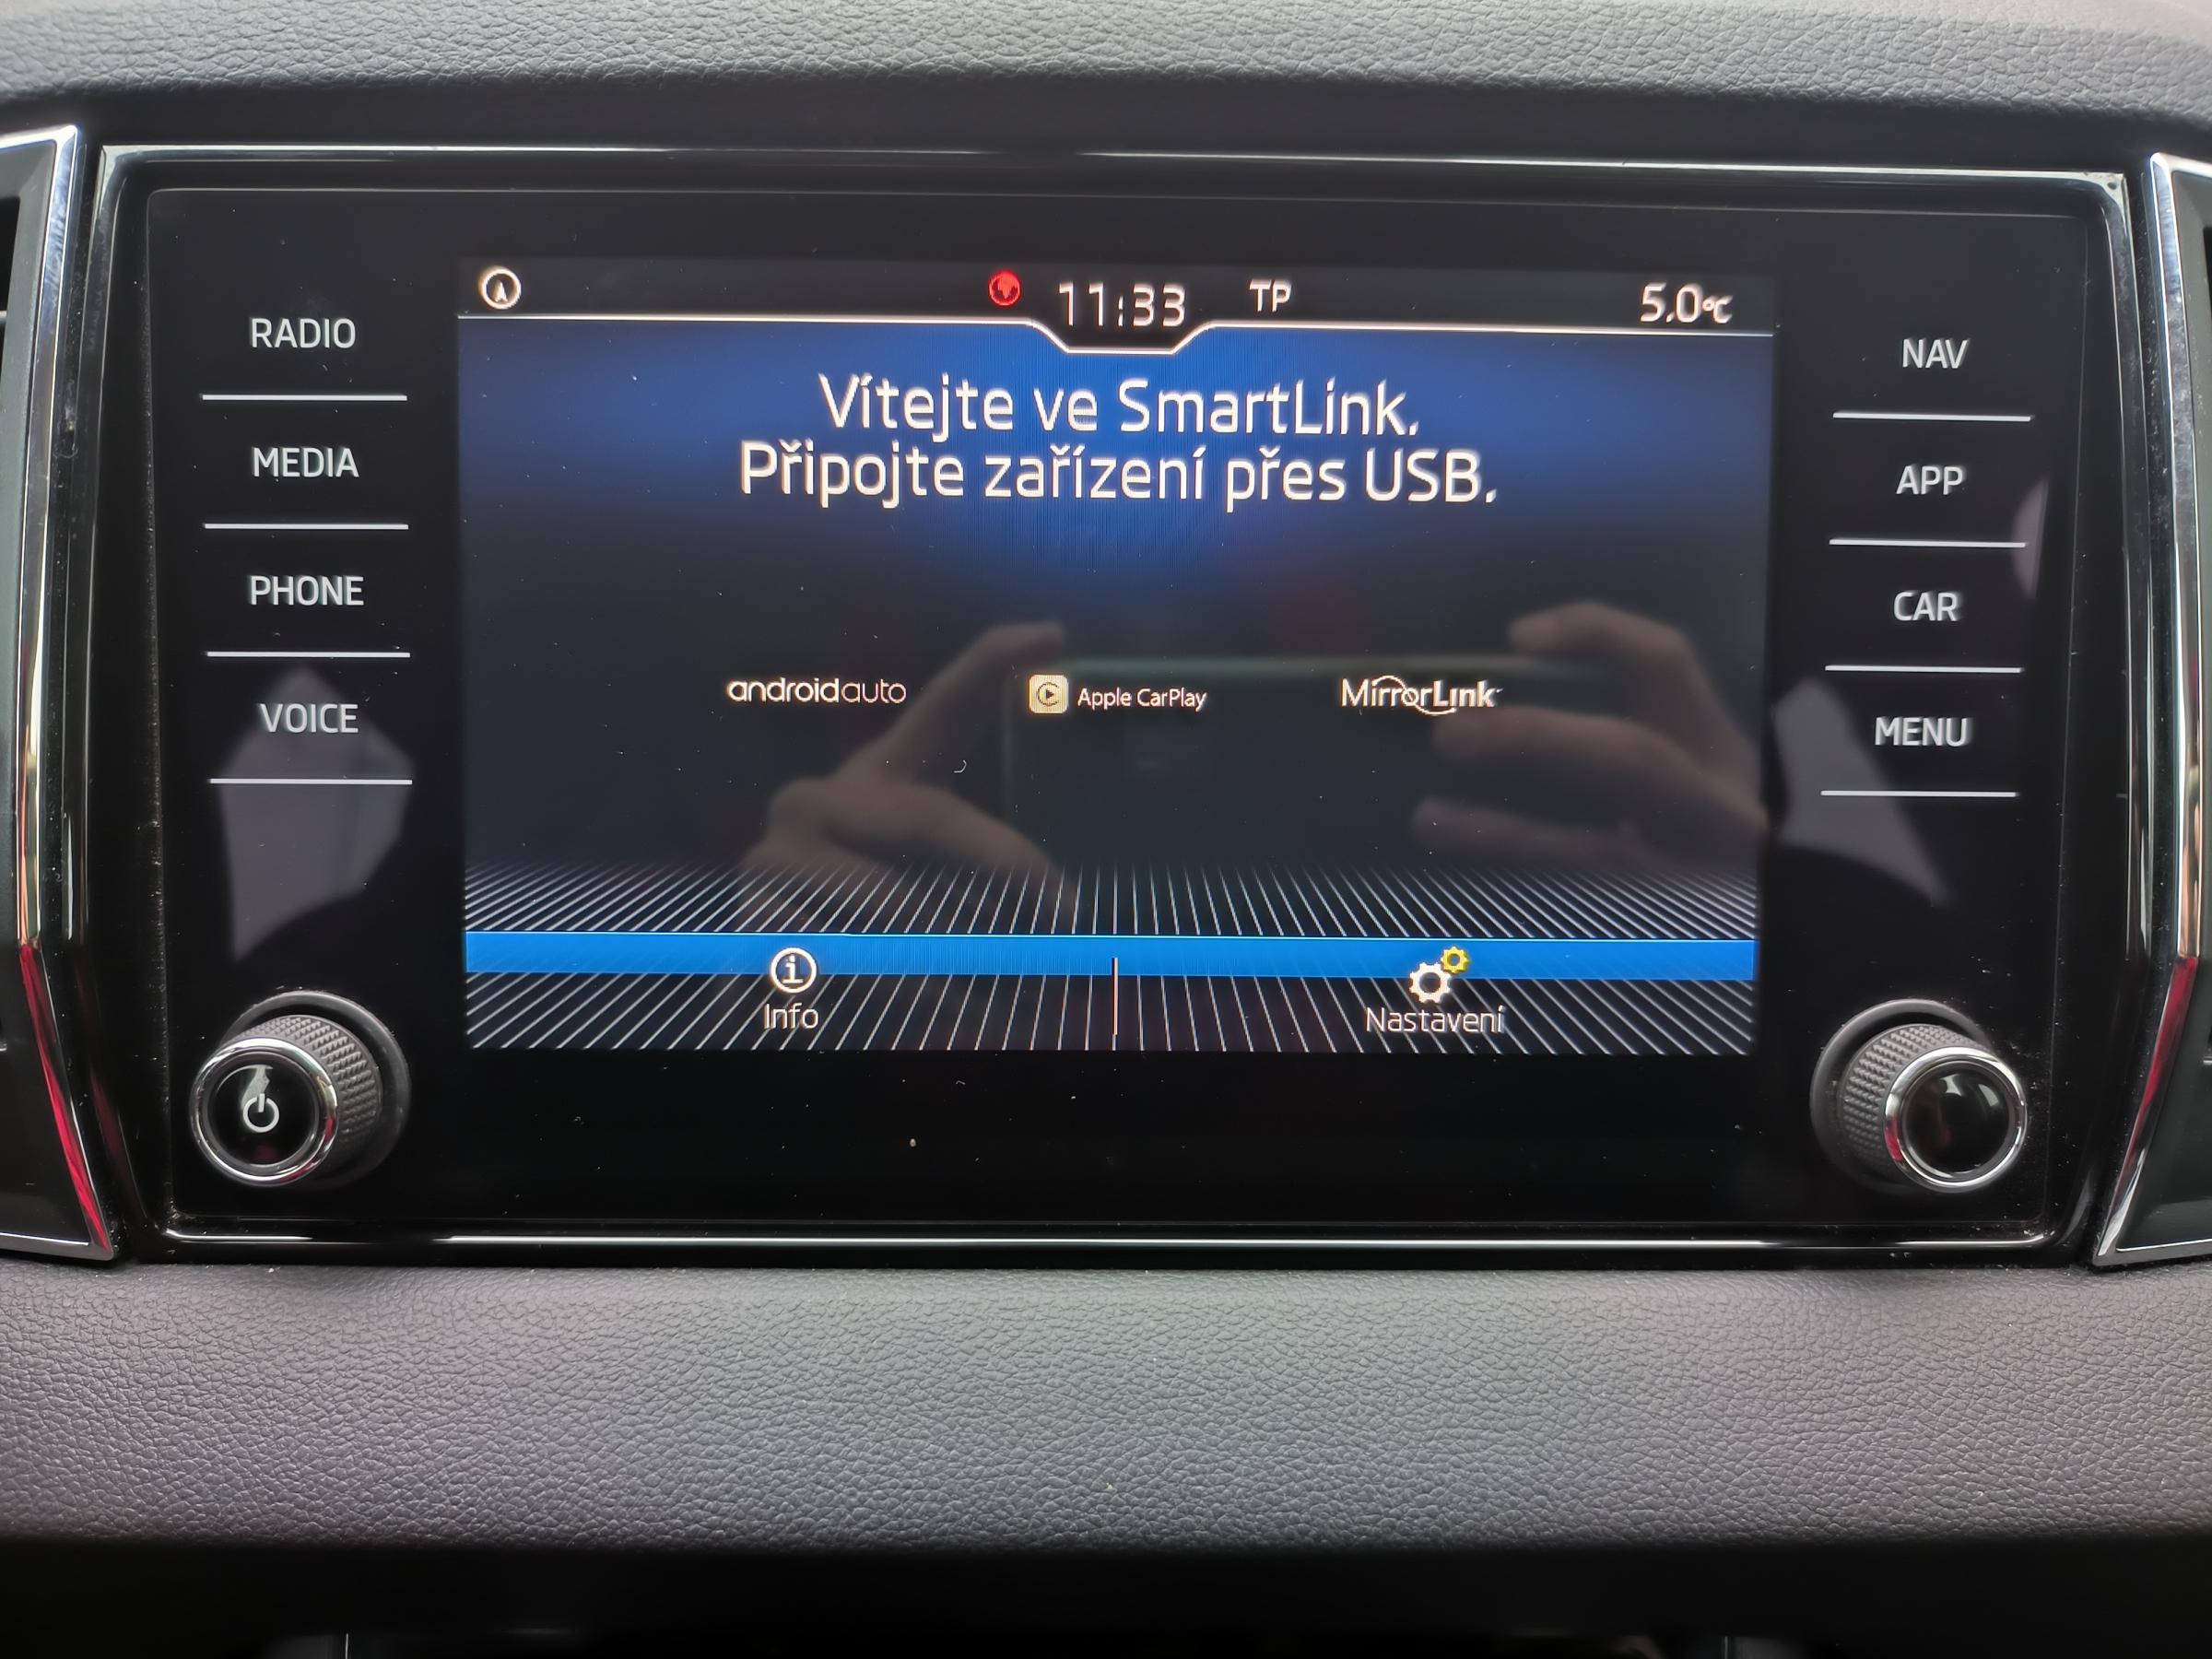 11:33 TP 5.0°C
RADIO
MEDIA
PHONE
VOICE
Vítejte ve SmartLink.
Připojte zařízení přes USB.
androidauto Apple CarPlay MirrorLink
Info Nastavení
NAV
APP
CAR
MENU